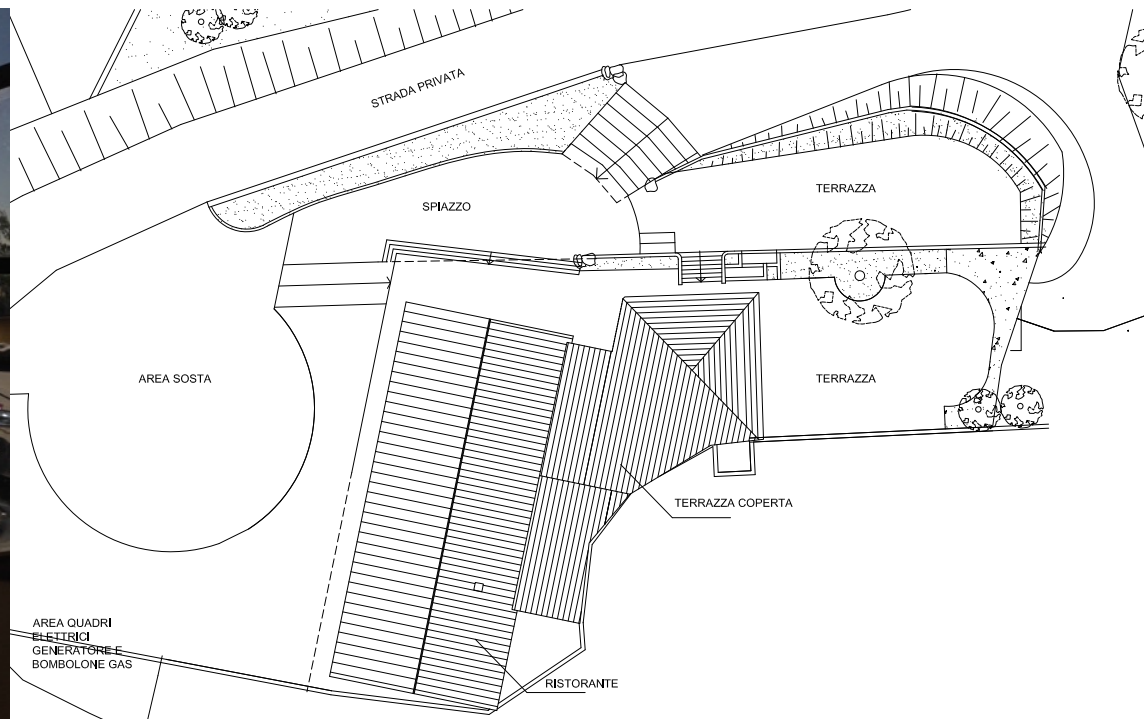 STRADA PRIVATA
TERRAZZA
SPIAZZO
AREA SOSTA
TERRAZZA
TERRAZZA COPERTA
AREA QUADRI
ELETTRICI
GENERATORE E
BOMBOLONE GAS
RISTORANTE